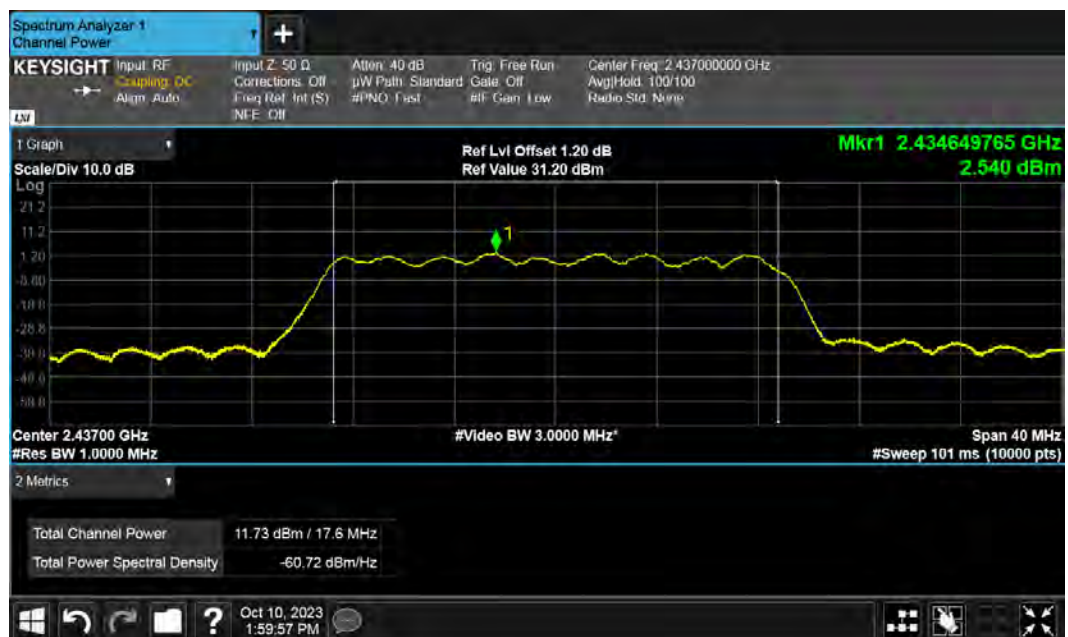 Spectrum Analyzer 1
Channel Power
KEYSIGHT
Input: RF
Coupling: DC
Align: Auto
Input Z: 50 Ω
Corrections: Off
Freq Ref: Int (S)
NFE: Off
Atten: 40 dB
µW Path: Standard
#PNO: Fast
Trig: Free Run
Gate: Off
#IF Gain: Low
Center Freq: 2.437000000 GHz
Avg|Hold: 100/100
Radio Std: None
LXI
1 Graph
Scale/Div 10.0 dB
Ref Lvl Offset 1.20 dB
Ref Value 31.20 dBm
Mkr1 2.434649765 GHz
2.540 dBm
Log
21.2
11.2
1.20
-8.80
-18.8
-28.8
-38.8
-48.8
-58.8
1
Center 2.43700 GHz
#Res BW 1.0000 MHz
#Video BW 3.0000 MHz*
Span 40 MHz
#Sweep 101 ms (10000 pts)
2 Metrics
Total Channel Power 11.73 dBm / 17.6 MHz
Total Power Spectral Density -60.72 dBm/Hz
?
Oct 10, 2023
1:59:57 PM